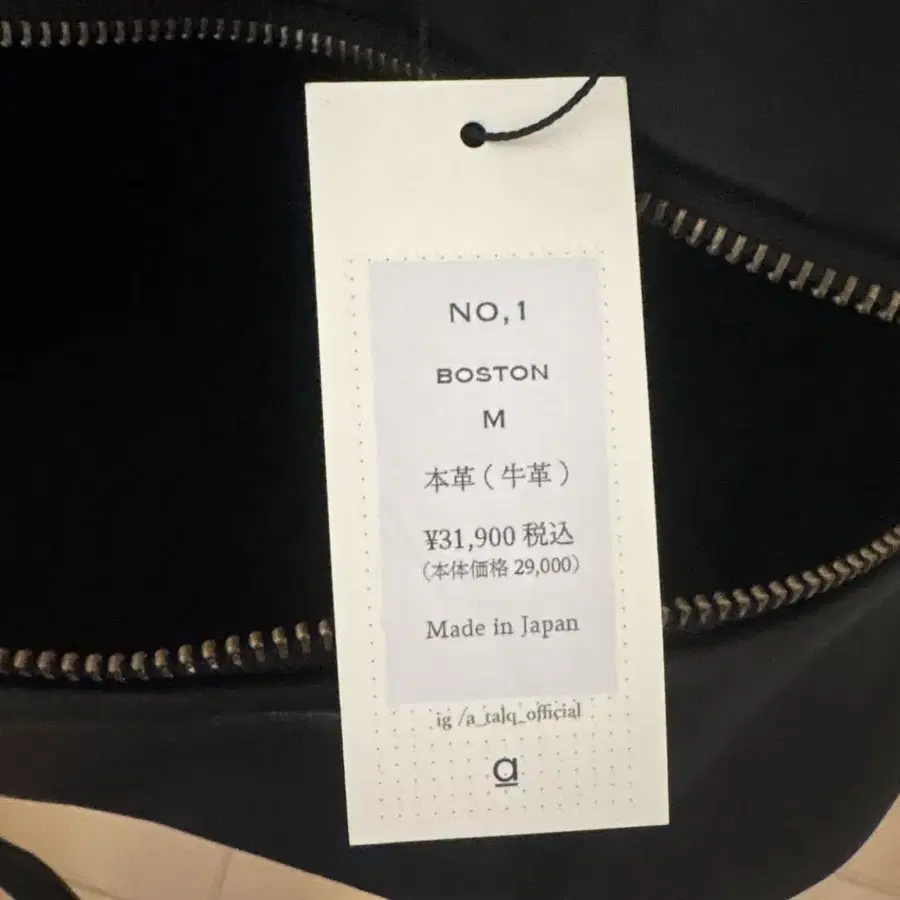 NO,1
BOSTON
M
本革(牛革)
¥31,900 税込
(本体価格 29,000)
Made in Japan
ig /a_talq_official
a